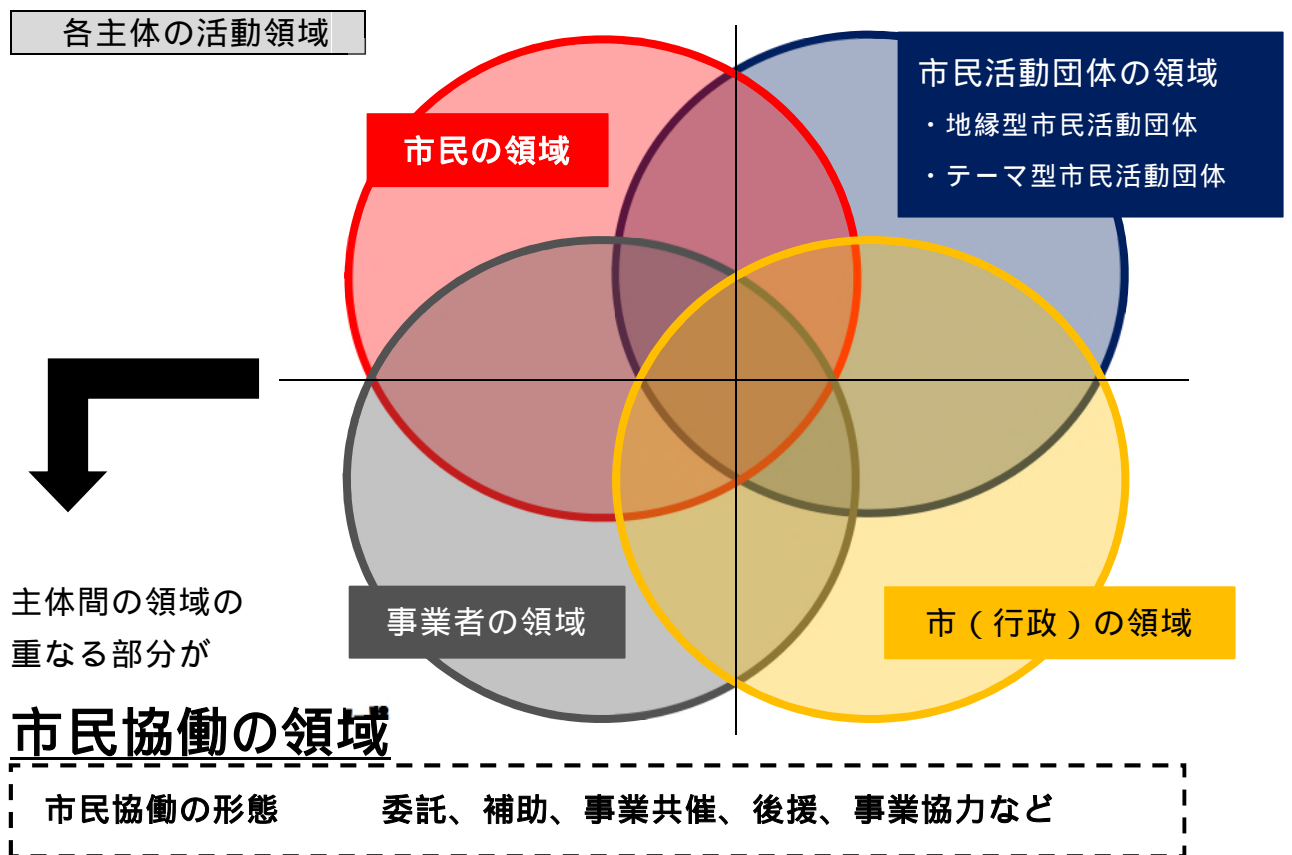 各主体の活動領域
市民の領域
市民活動団体の領域
・地縁型市民活動団体
・テーマ型市民活動団体
事業者の領域
市（行政）の領域
主体間の領域の
重なる部分が
市民協働の領域
市民協働の形態　　　委託、補助、事業共催、後援、事業協力など